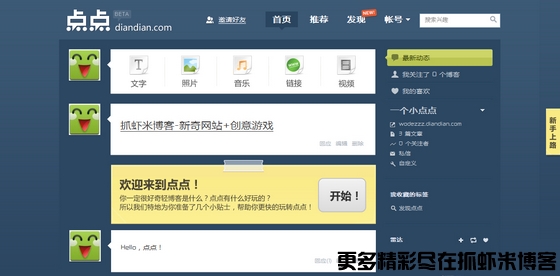 点点 BETA
diandian.com
邀请好友
首页 推荐 发现 NEW! 帐号
搜索兴趣
文字 照片 音乐 链接 视频
最新动态
我关注了 0 个博客
我的喜欢
抓虾米博客-新奇网站+创意游戏
一个小点点
wodezzz.diandian.com
3 篇文章
个关注者
私信
自定义
新手上路
欢迎来到点点！
你一定很好奇轻博客是什么？点点有什么好玩的？
所以我们特地为你准备了几个小贴士，帮助你更快的玩转点点！
开始！
我收藏的标签
发现点点
Hello，点点！
雷达
更多精彩尽在抓虾米博客